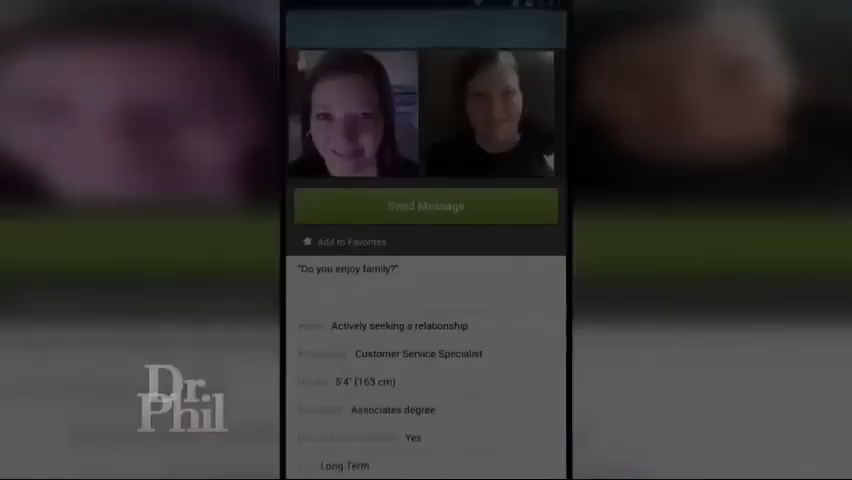 Send Message
Add to Favorites
"Do you enjoy family?"
Actively seeking a relationship
Customer Service Specialist
5'4" (163 cm)
Associates degree
Yes
Long Term
Dr.
Phil